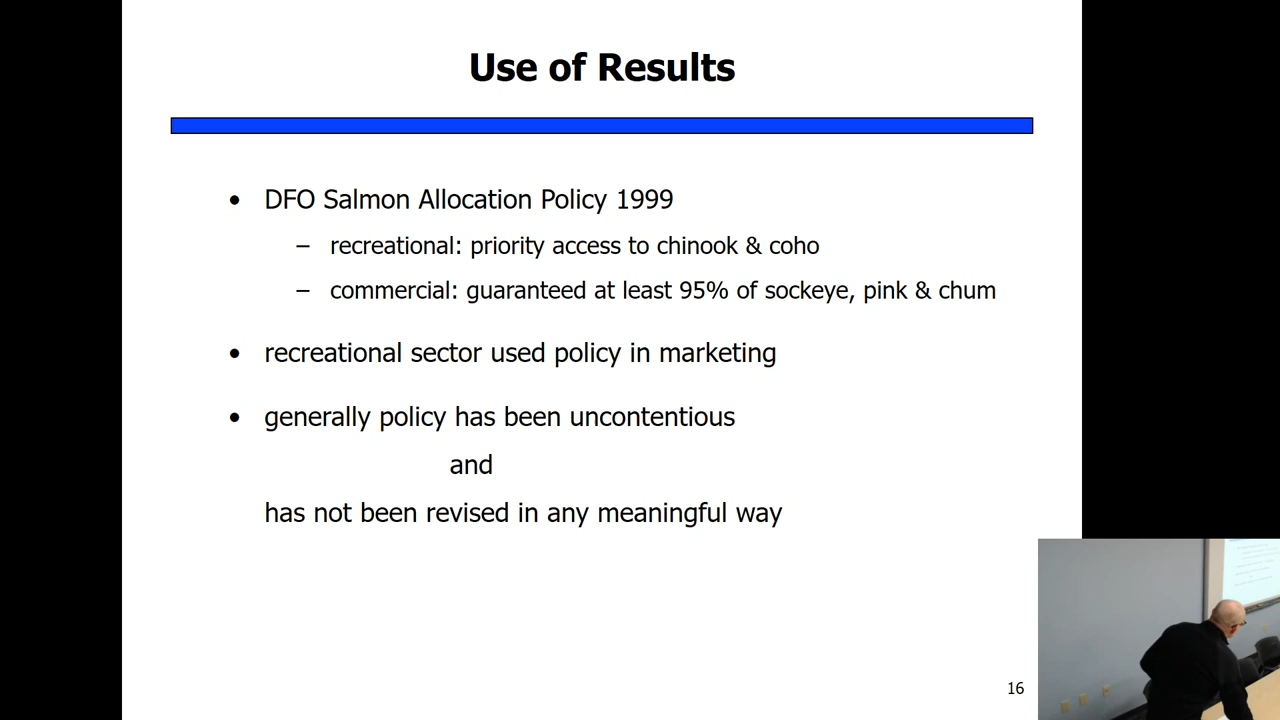 Use of Results
• DFO Salmon Allocation Policy 1999
– recreational: priority access to chinook & coho
– commercial: guaranteed at least 95% of sockeye, pink & chum
• recreational sector used policy in marketing
• generally policy has been uncontentious
and
has not been revised in any meaningful way
16